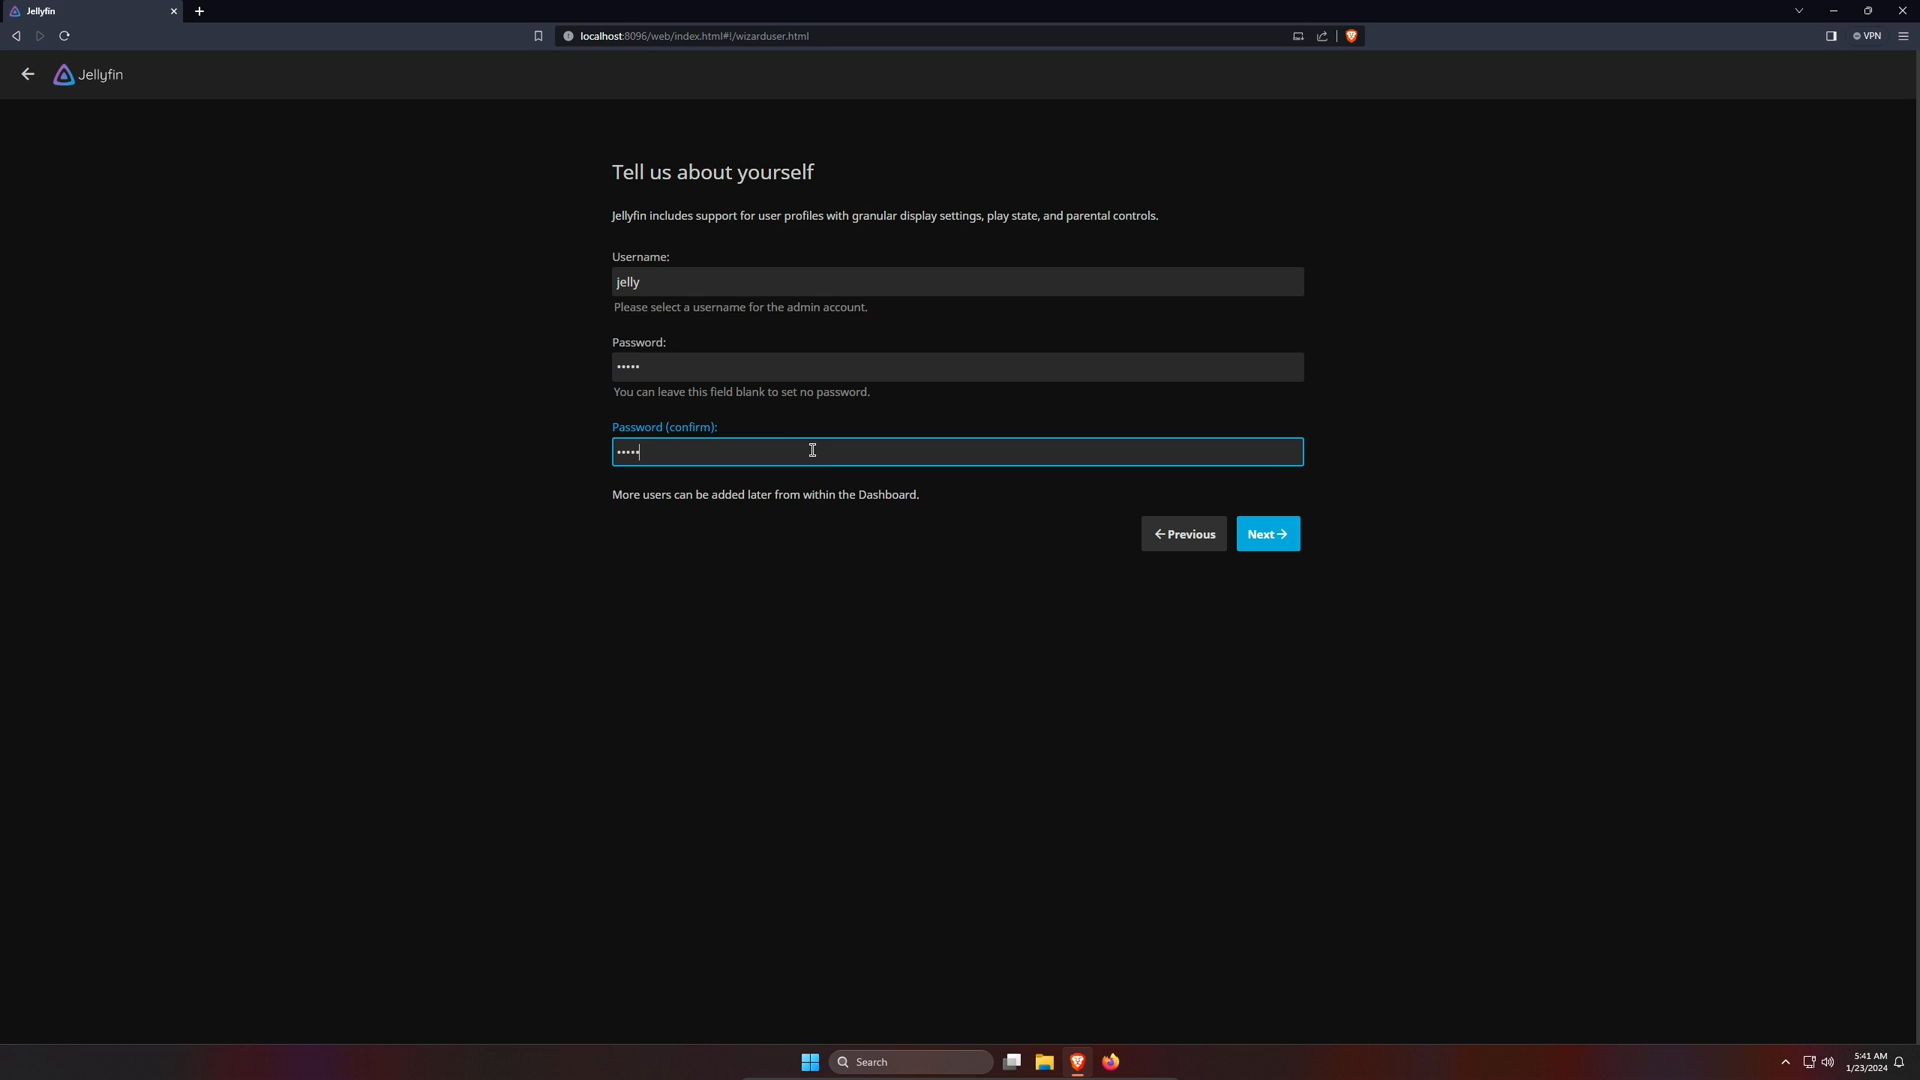 Jellyfin
localhost:8096/web/index.html#!/wizarduser.html
VPN
Jellyfin
Tell us about yourself
Jellyfin includes support for user profiles with granular display settings, play state, and parental controls.
Username:
jelly
Please select a username for the admin account.
Password:
•••••
You can leave this field blank to set no password.
Password (confirm):
•••••
More users can be added later from within the Dashboard.
Previous
Next
Search
5:41 AM
1/23/2024